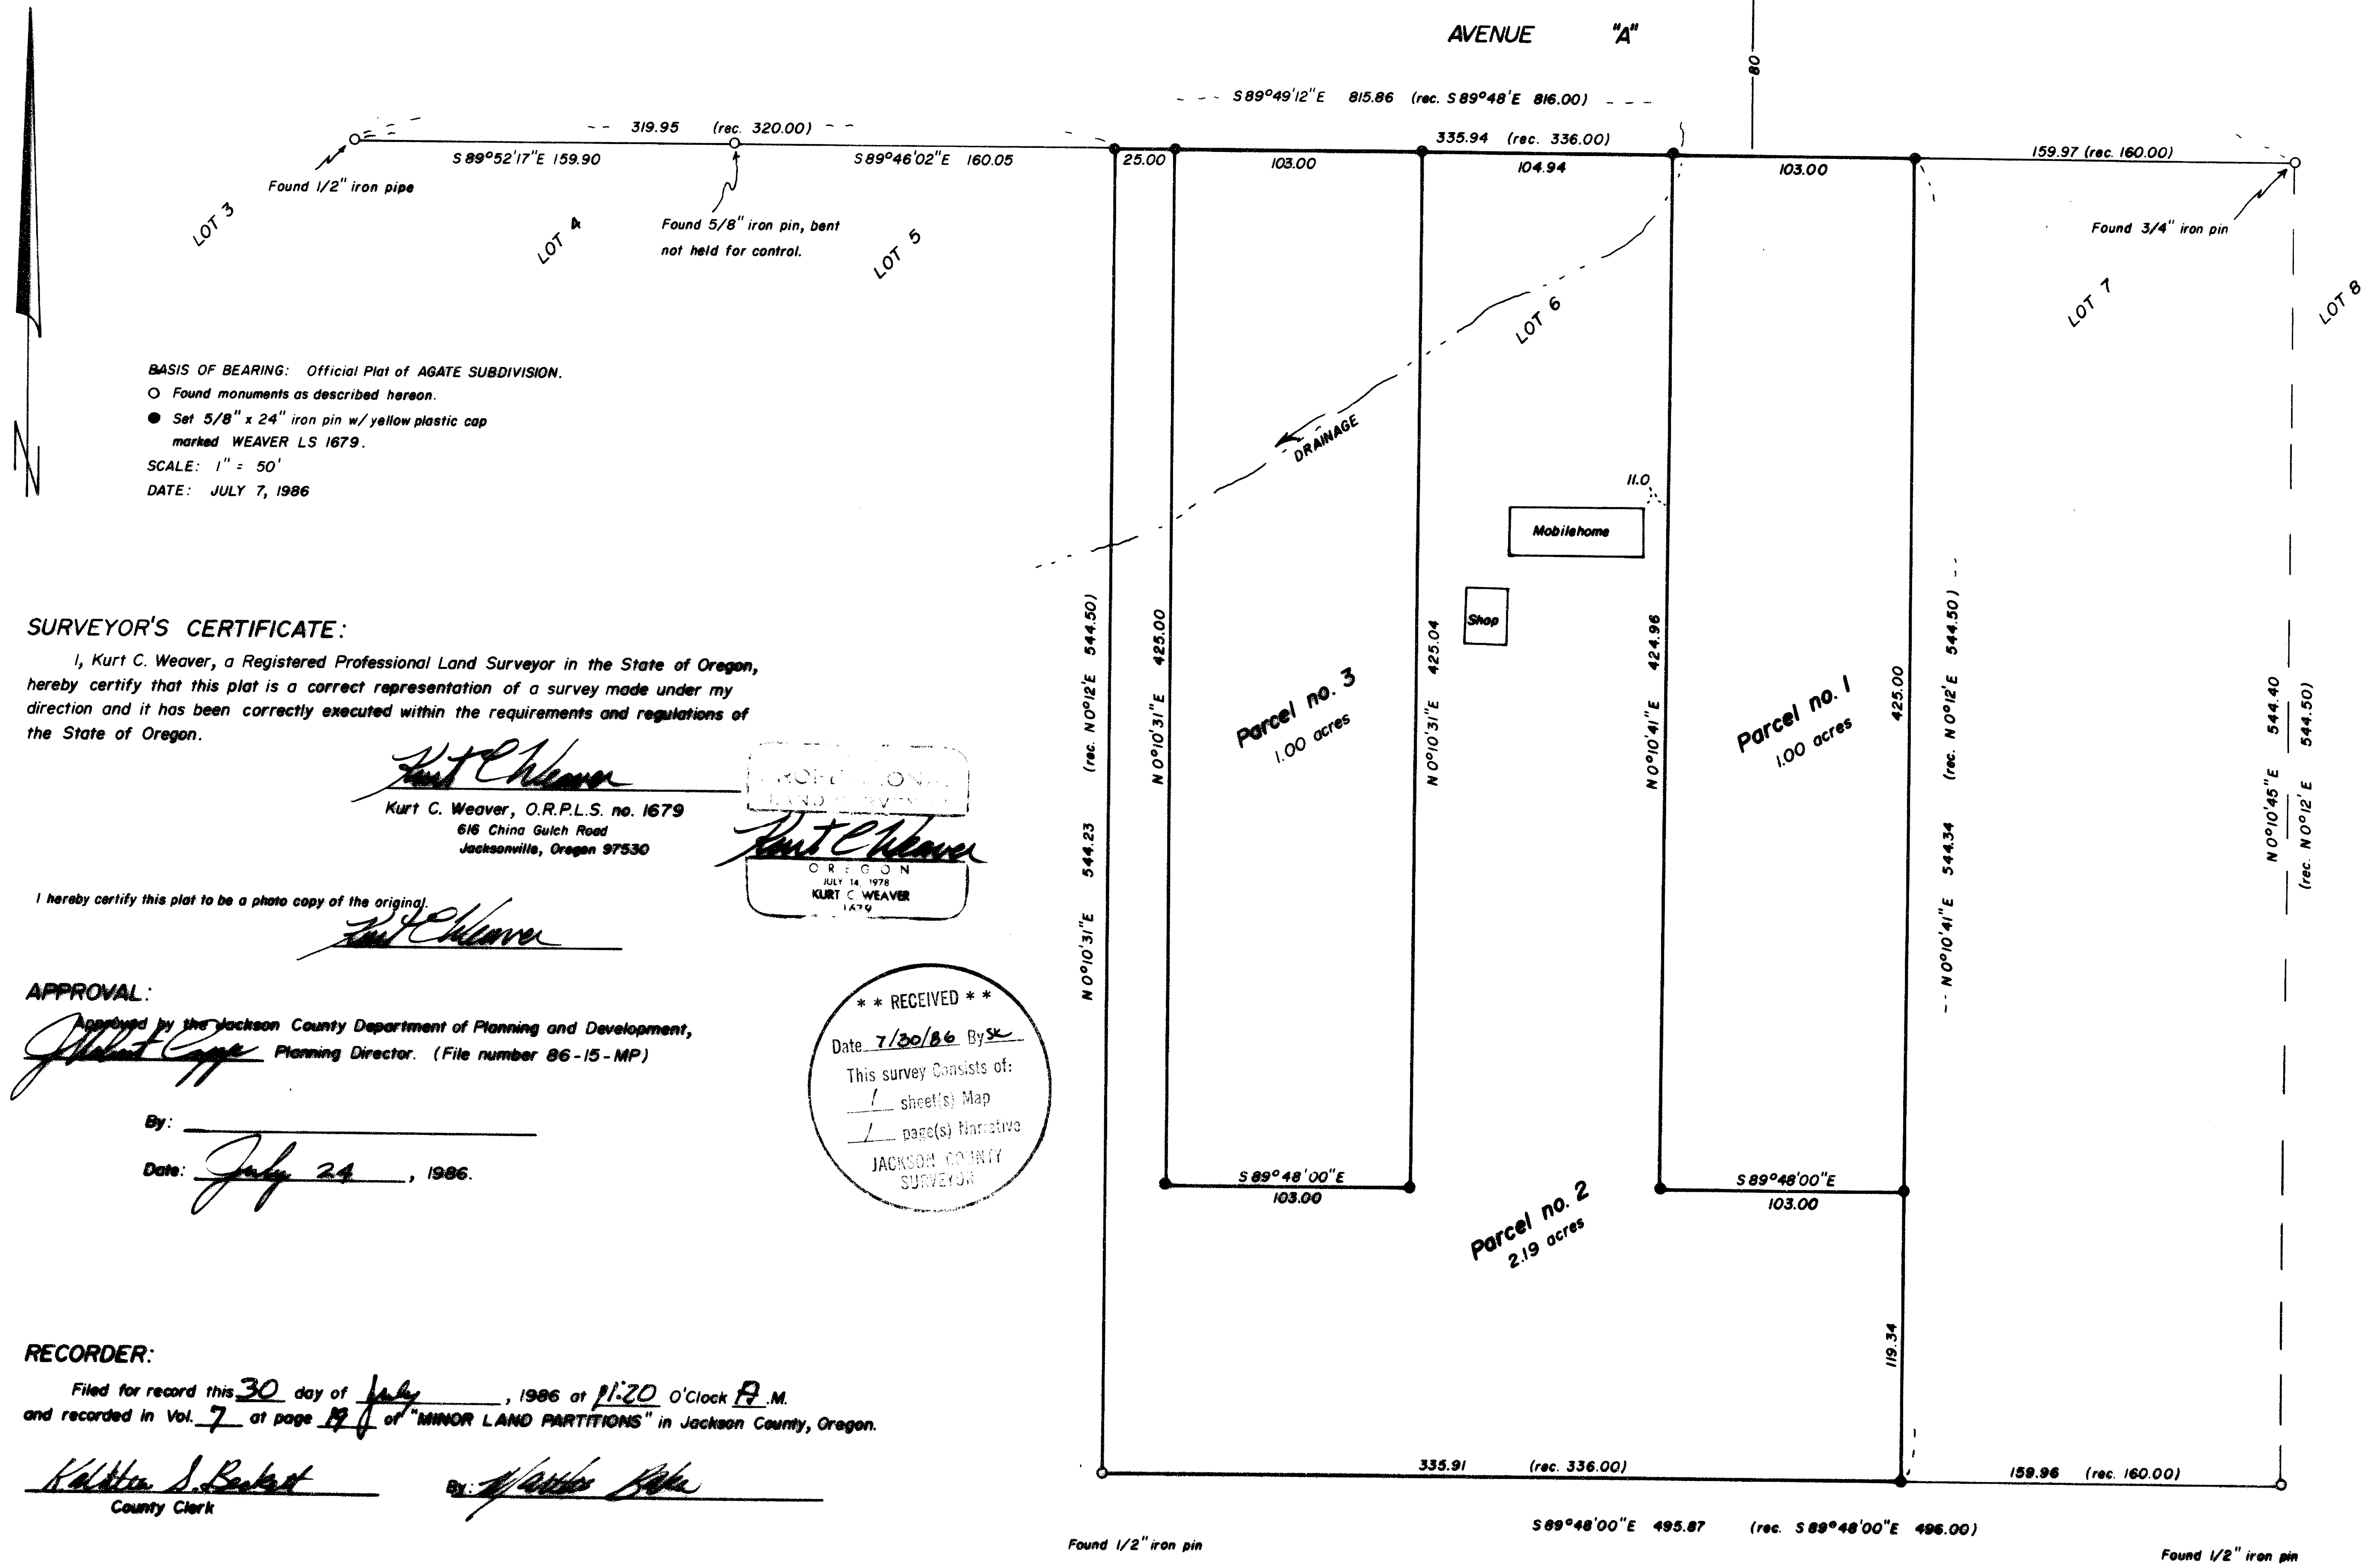 AVENUE "A"
80
S 89°49'12"E 815.86 (rec. S 89°48'E 816.00)
319.95 (rec. 320.00)
335.94 (rec. 336.00)
S 89°52'17"E 159.90
S 89°46'02"E 160.05
25.00
103.00
104.94
103.00
159.97 (rec. 160.00)
Found 1/2" iron pipe
Found 5/8" iron pin, bent
not held for control.
Found 3/4" iron pin
LOT 3
LOT 4
LOT 5
LOT 6
LOT 7
LOT 8
BASIS OF BEARING: Official Plat of AGATE SUBDIVISION.
Found monuments as described hereon.
Set 5/8" x 24" iron pin w/ yellow plastic cap
marked WEAVER LS 1679.
SCALE: 1" = 50'
DATE: JULY 7, 1986
N
DRAINAGE
11.0
Mobilehome
Shop
SURVEYOR'S CERTIFICATE:
I, Kurt C. Weaver, a Registered Professional Land Surveyor in the State of Oregon,
hereby certify that this plat is a correct representation of a survey made under my
direction and it has been correctly executed within the requirements and regulations of
the State of Oregon.
Kurt C Weaver
Kurt C. Weaver, O.R.P.L.S. no. 1679
616 China Gulch Road
Jacksonville, Oregon 97530
Kurt C Weaver
OREGON
JULY 14, 1978
KURT C WEAVER
1679
I hereby certify this plat to be a photo copy of the original.
Kurt C Weaver
N 0°10'31"E 544.23 (rec. N 0°12'E 544.50)
N 0°10'31"E 425.00
N 0°10'31"E 425.04
N 0°10'41"E 424.96
425.00
N 0°10'41"E 544.34 (rec. N 0°12'E 544.50)
N 0°10'45"E 544.40
(rec. N 0°12'E 544.50)
Parcel no. 3
1.00 acres
Parcel no. 1
1.00 acres
APPROVAL:
Approved by the Jackson County Department of Planning and Development,
Planning Director. (File number 86-15-MP)
By:
Date: July 24, 1986.
* * RECEIVED * *
Date 7/30/86 By SK
This survey Consists of:
1 sheet(s) Map
1 page(s) Narrative
JACKSON COUNTY
SURVEYOR
S 89°48'00"E
103.00
S 89°48'00"E
103.00
Parcel no. 2
2.19 acres
119.34
RECORDER:
Filed for record this 30 day of July, 1986 at 11:20 O'Clock A.M.
and recorded in Vol. 7 at page 19 of "MINOR LAND PARTITIONS" in Jackson County, Oregon.
Kathleen S. Beckett
By:
County Clerk
335.91 (rec. 336.00)
159.96 (rec. 160.00)
S 89°48'00"E 495.87 (rec. S 89°48'00"E 496.00)
Found 1/2" iron pin
Found 1/2" iron pin